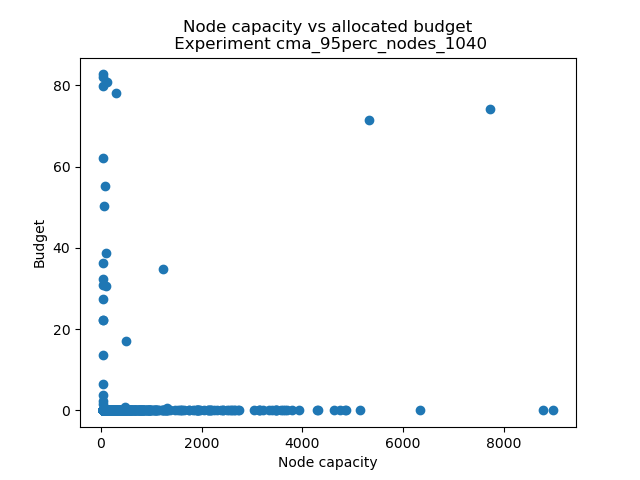 Node capacity vs allocated budget
Experiment cma_95perc_nodes_1040
80
60
40
20
0
Budget
0 2000 4000 6000 8000
Node capacity